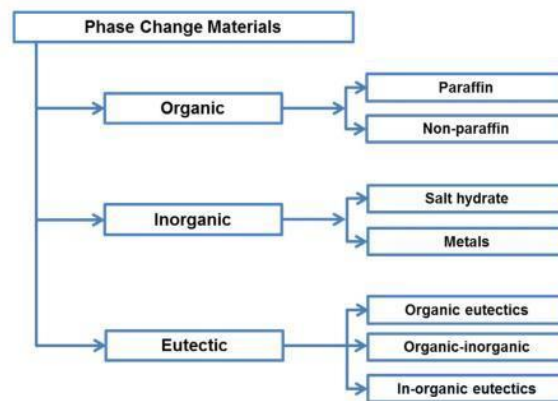 Phase Change Materials
Organic
Paraffin
Non-paraffin
Inorganic
Salt hydrate
Metals
Eutectic
Organic eutectics
Organic-inorganic
In-organic eutectics